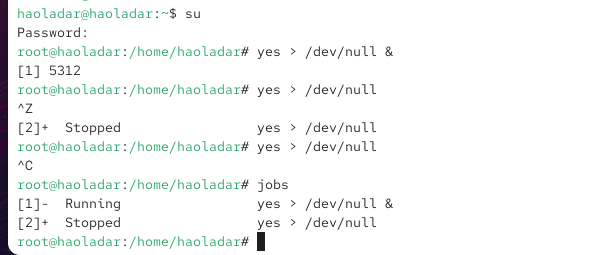 haoladar@haoladar:~$ su
Password:
root@haoladar:/home/haoladar# yes > /dev/null &
[1] 5312
root@haoladar:/home/haoladar# yes > /dev/null
^Z
[2]+  Stopped                 yes > /dev/null
root@haoladar:/home/haoladar# yes > /dev/null
^C
root@haoladar:/home/haoladar# jobs
[1]-  Running                 yes > /dev/null &
[2]+  Stopped                 yes > /dev/null
root@haoladar:/home/haoladar#